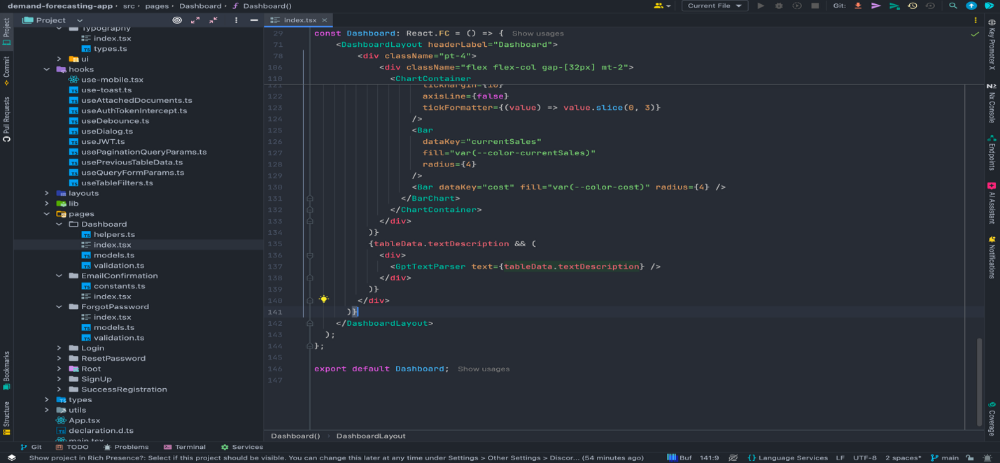 demand-forecasting-app › src › pages › Dashboard › Dashboard()
Current File
Git:
Project
index.tsx
Project
Commit
Pull Requests
Bookmarks
Structure
Typography
index.tsx
types.ts
ui
hooks
use-mobile.tsx
use-toast.ts
useAttachedDocuments.ts
useAuthTokenIntercept.ts
useDebounce.ts
useDialog.ts
useJWT.ts
usePaginationQueryParams.ts
usePreviousTableData.ts
useQueryFormParams.ts
useTableFilters.ts
layouts
lib
pages
Dashboard
helpers.ts
index.tsx
models.ts
validation.ts
EmailConfirmation
constants.ts
index.tsx
ForgotPassword
index.tsx
models.ts
validation.ts
Login
ResetPassword
Root
SignUp
SuccessRegistration
types
utils
App.tsx
declaration.d.ts
main.tsx
29 const Dashboard: React.FC = () => { Show usages
71 <DashboardLayout headerLabel="Dashboard">
78 <div className="pt-4">
106 <div className="flex flex-col gap-[32px] mt-2">
110 <ChartContainer
121 tickMargin={10}
122 axisLine={false}
123 tickFormatter={(value) => value.slice(0, 3)}
124 />
125 <Bar
126 dataKey="currentSales"
127 fill="var(--color-currentSales)"
128 radius={4}
129 />
130 <Bar dataKey="cost" fill="var(--color-cost)" radius={4} />
131 </BarChart>
132 </ChartContainer>
133 </div>
134 )}
135 {tableData.textDescription && (
136 <div>
137 <GptTextParser text={tableData.textDescription} />
138 </div>
139 )}
140 </div>
141 )}
142 </DashboardLayout>
143 );
144 };
145
146 export default Dashboard; Show usages
147
Dashboard() › DashboardLayout
Key Promoter X
Nx Console
Endpoints
AI Assistant
Notifications
Coverage
Git TODO Problems Terminal Services
Show project in Rich Presence?: Select if this project should be visible. You can change this later at any time under Settings > Other Settings > Discor... (54 minutes ago)
Buf 141:9 {} Language Services LF UTF-8 2 spaces* main